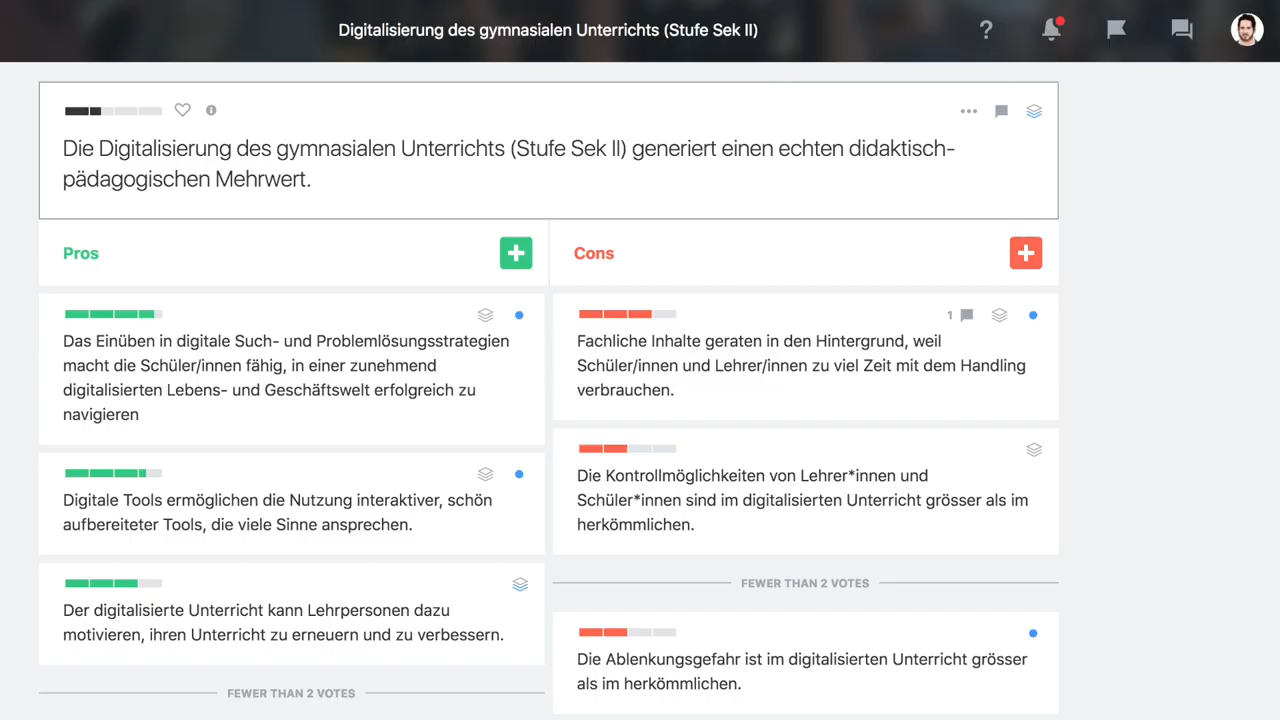 Digitalisierung des gymnasialen Unterrichts (Stufe Sek II)
?
Die Digitalisierung des gymnasialen Unterrichts (Stufe Sek II) generiert einen echten didaktisch-
pädagogischen Mehrwert.
Pros
Das Einüben in digitale Such- und Problemlösungsstrategien
macht die Schüler/innen fähig, in einer zunehmend
digitalisierten Lebens- und Geschäftswelt erfolgreich zu
navigieren
Digitale Tools ermöglichen die Nutzung interaktiver, schön
aufbereiteter Tools, die viele Sinne ansprechen.
Der digitalisierte Unterricht kann Lehrpersonen dazu
motivieren, ihren Unterricht zu erneuern und zu verbessern.
FEWER THAN 2 VOTES
Cons
1
Fachliche Inhalte geraten in den Hintergrund, weil
Schüler/innen und Lehrer/innen zu viel Zeit mit dem Handling
verbrauchen.
Die Kontrollmöglichkeiten von Lehrer*innen und
Schüler*innen sind im digitalisierten Unterricht grösser als im
herkömmlichen.
FEWER THAN 2 VOTES
Die Ablenkungsgefahr ist im digitalisierten Unterricht grösser
als im herkömmlichen.